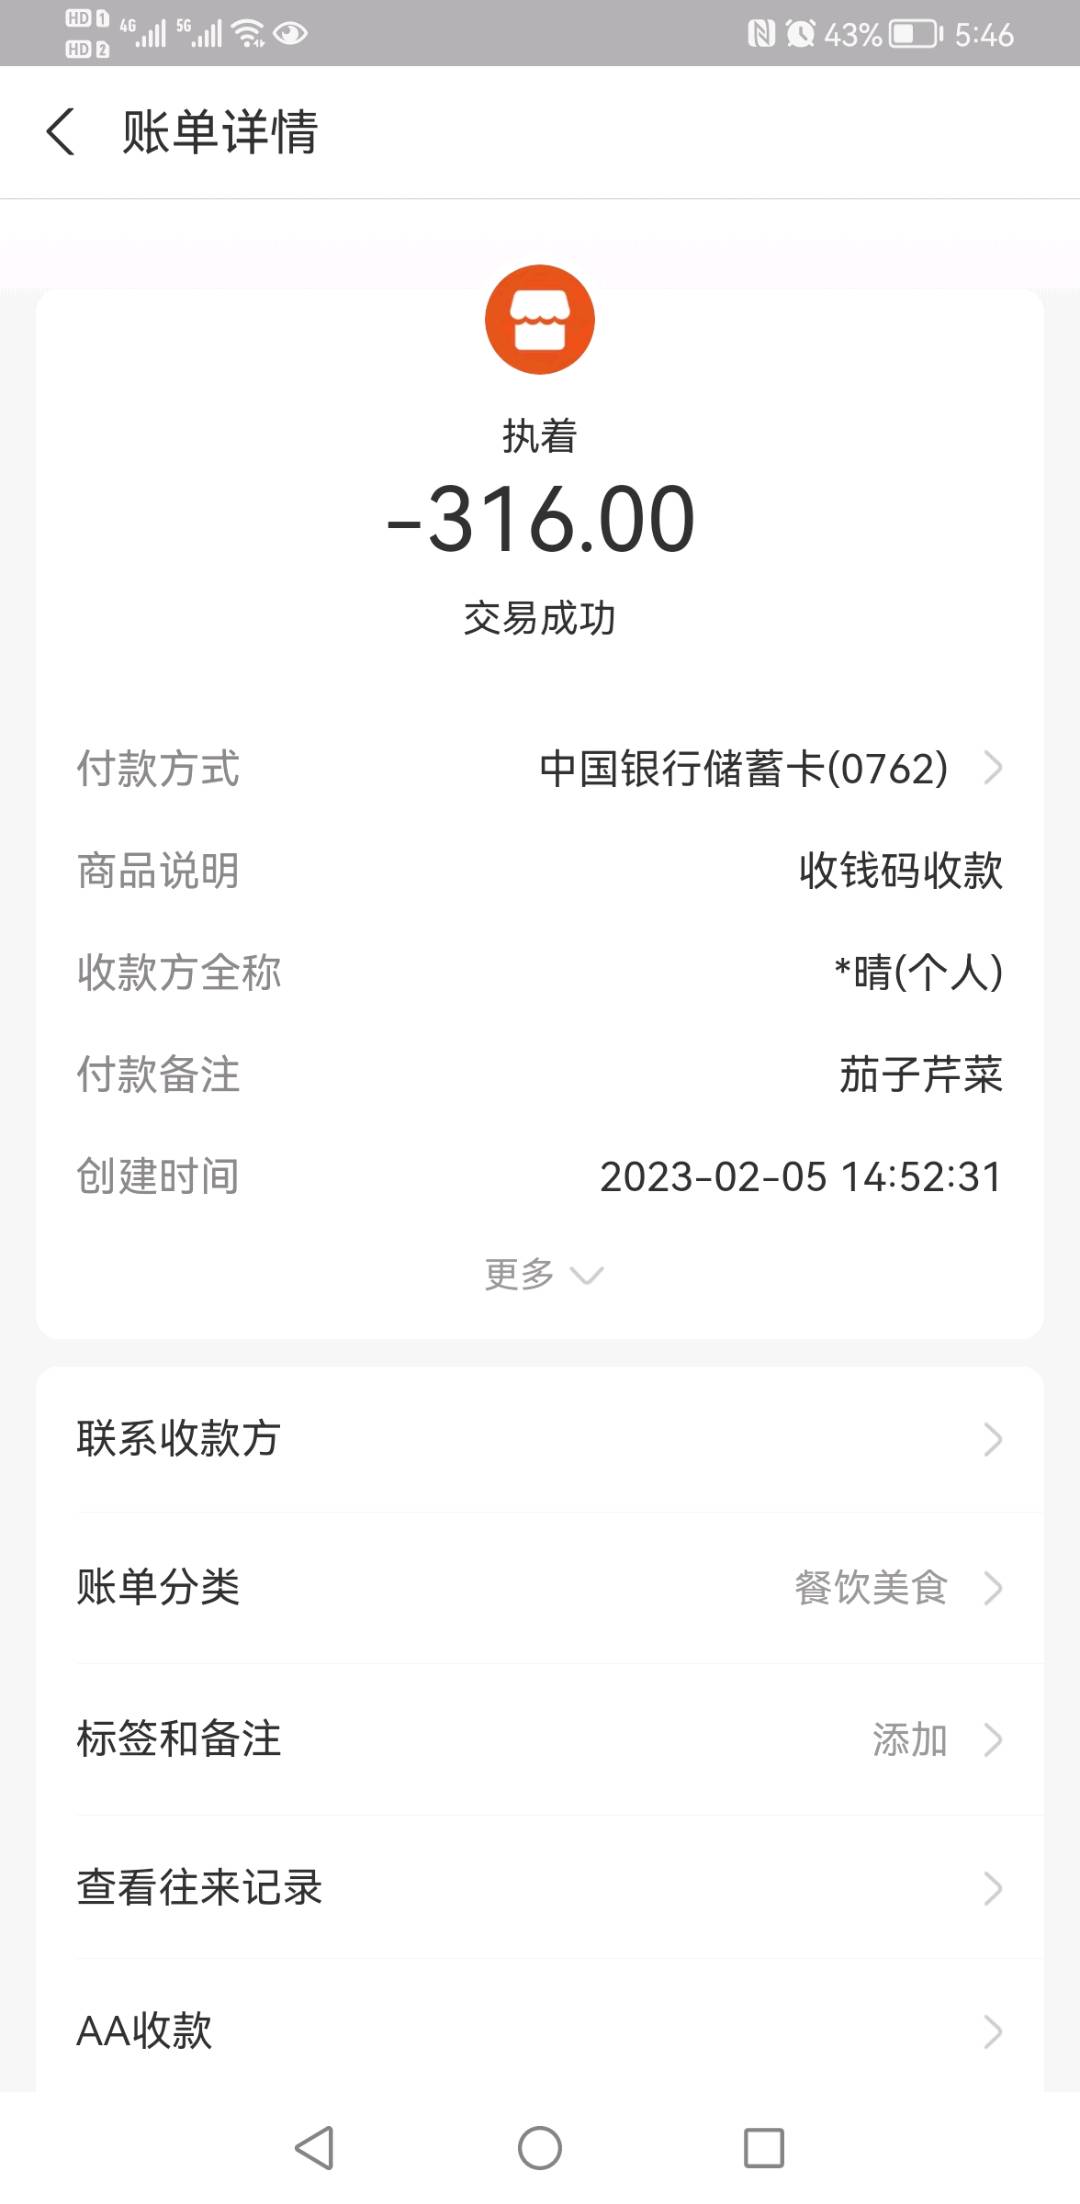 HD 1 4G 5G 43% 5:46
HD 2
账单详情
执着
-316.00
交易成功
付款方式 中国银行储蓄卡(0762)
商品说明 收钱码收款
收款方全称 *晴(个人)
付款备注 茄子芹菜
创建时间 2023-02-05 14:52:31
更多
联系收款方
账单分类 餐饮美食
标签和备注 添加
查看往来记录
AA收款